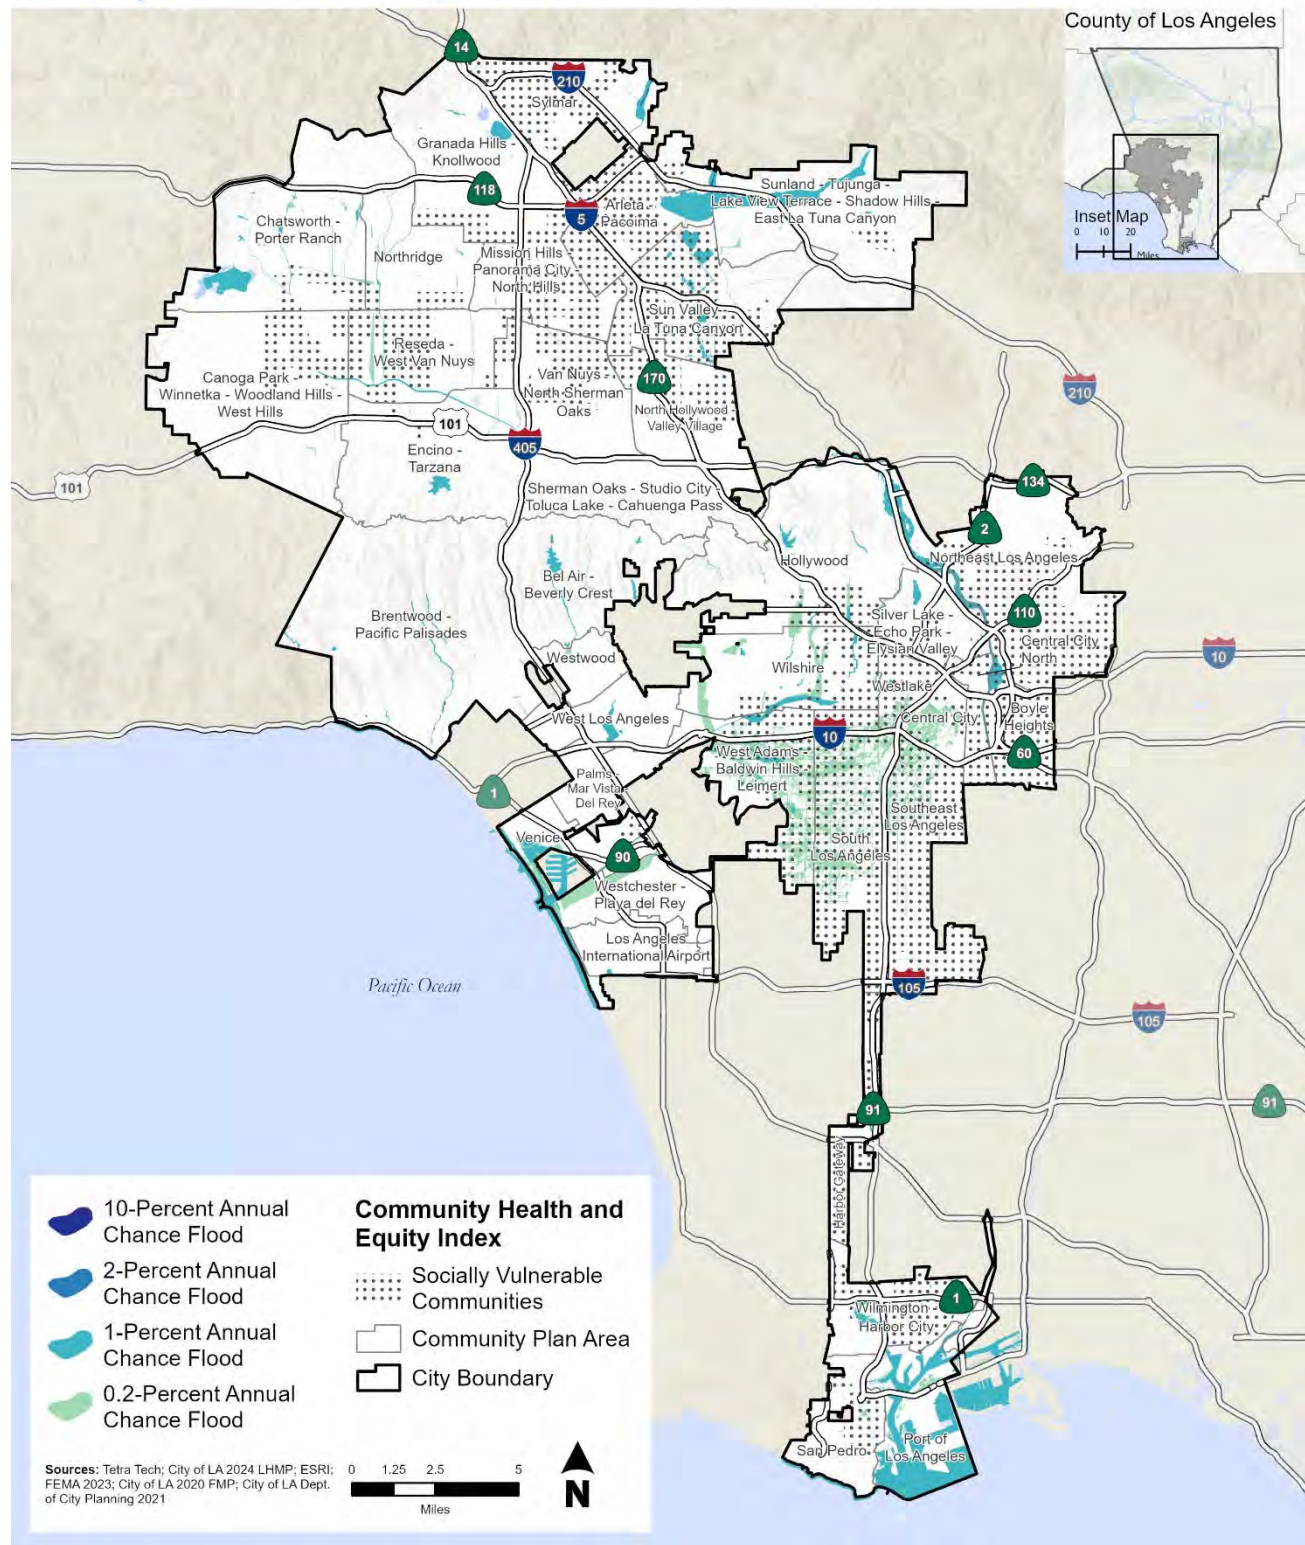 County of Los Angeles
Inset Map
0 10 20
Miles
14
210
Sylmar
Granada Hills -
Knollwood
118
5
Arleta -
Pacoima
Sunland - Tujunga -
Lake View Terrace - Shadow Hills -
East La Tuna Canyon
Chatsworth -
Porter Ranch
Northridge
Mission Hills -
Panorama City -
North Hills
Sun Valley -
La Tuna Canyon
Reseda -
West Van Nuys
Canoga Park -
Winnetka - Woodland Hills -
West Hills
Van Nuys -
North Sherman
Oaks
170
North Hollywood -
Valley Village
210
101
405
101
Encino -
Tarzana
Sherman Oaks - Studio City -
Toluca Lake - Cahuenga Pass
134
2
Hollywood
Northeast Los Angeles
Bel Air -
Beverly Crest
Brentwood -
Pacific Palisades
110
Silver Lake -
Echo Park -
Elysian Valley
Central City
North
10
Westwood
Wilshire
Westlake
West Los Angeles
Central City
Boyle
Heights
10
60
West Adams -
Baldwin Hills -
Leimert
Palms -
Mar Vista -
Del Rey
1
Southeast
Los Angeles
Venice
90
South
Los Angeles
Westchester -
Playa del Rey
Los Angeles
International Airport
Pacific Ocean
105
105
91
91
Harbor Gateway
1
Wilmington -
Harbor City
San Pedro
Port of
Los Angeles
10-Percent Annual
Chance Flood
2-Percent Annual
Chance Flood
1-Percent Annual
Chance Flood
0.2-Percent Annual
Chance Flood
Community Health and
Equity Index
Socially Vulnerable
Communities
Community Plan Area
City Boundary
Sources: Tetra Tech; City of LA 2024 LHMP; ESRI;
FEMA 2023; City of LA 2020 FMP; City of LA Dept.
of City Planning 2021
0 1.25 2.5 5
Miles
N